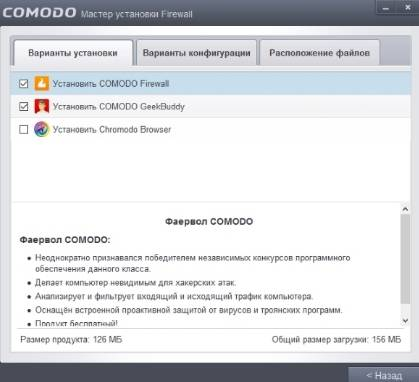 COMODO Мастер установки Firewall
Варианты установки
Варианты конфигурации
Расположение файлов
Установить COMODO Firewall
Установить COMODO GeekBuddy
Установить Chromodo Browser
Фаервол COMODO
Фаервол COMODO:
Неоднократно признавался победителем независимых конкурсов программного
обеспечения данного класса.
Делает компьютер невидимым для хакерских атак.
Анализирует и фильтрует входящий и исходящий трафик компьютера.
Оснащён встроенной проактивной защитой от вирусов и троянских программ.
Продукт бесплатный!
Размер продукта: 126 МБ
Общий размер загрузки: 156 МБ
< Назад